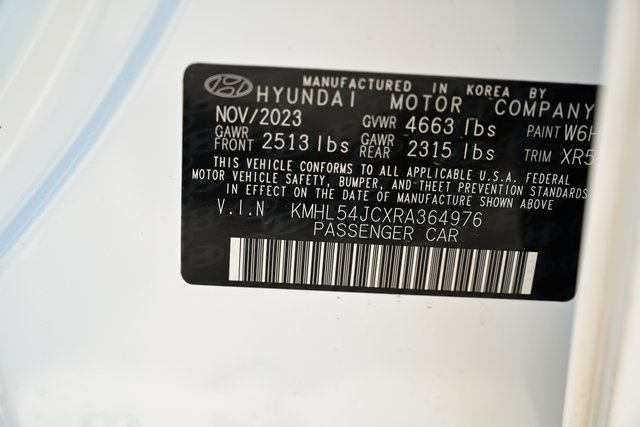 MANUFACTURED IN KOREA BY
HYUNDAI MOTOR COMPANY
NOV/2023 GVWR 4663 lbs PAINT W6H
GAWR FRONT 2513 lbs GAWR REAR 2315 lbs TRIM XR5
THIS VEHICLE CONFORMS TO ALL APPLICABLE U.S.A. FEDERAL
MOTOR VEHICLE SAFETY, BUMPER, AND THEFT PREVENTION STANDARDS
IN EFFECT ON THE DATE OF MANUFACTURE SHOWN ABOVE
V.I.N KMHL54JCXRA364976
PASSENGER CAR